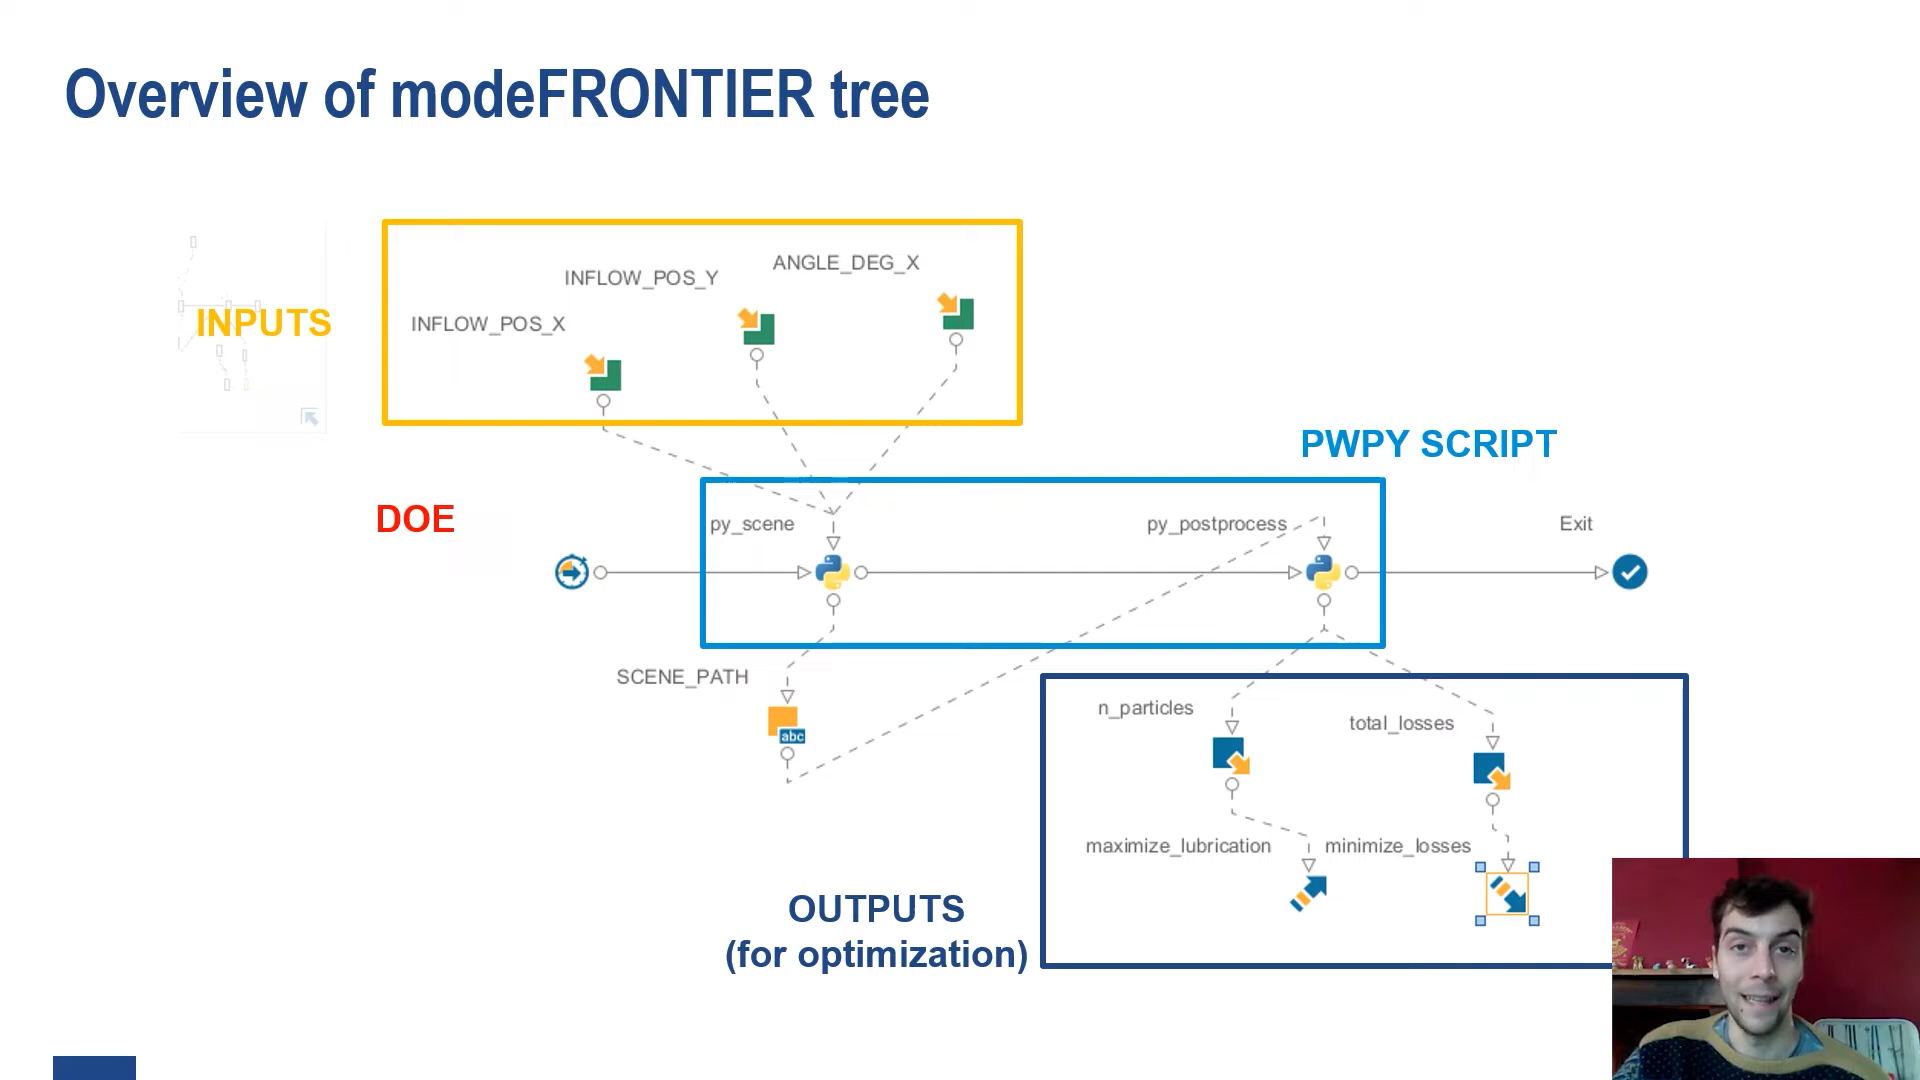 Overview of modeFRONTIER tree
INPUTS
INFLOW_POS_X
INFLOW_POS_Y
ANGLE_DEG_X
PWPY SCRIPT
DOE
py_scene
py_postprocess
Exit
SCENE_PATH
abc
n_particles
total_losses
maximize_lubrication
minimize_losses
OUTPUTS
(for optimization)